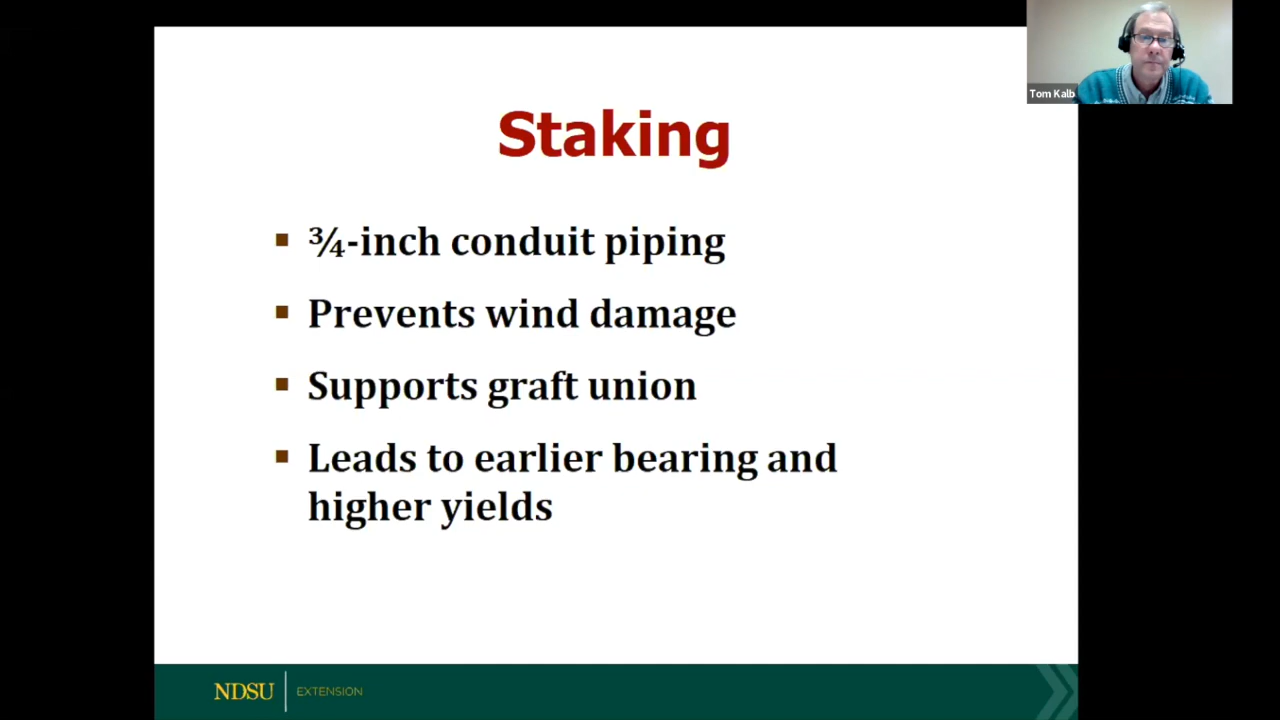 Tom Kalb
Staking
▪ ¾-inch conduit piping
▪ Prevents wind damage
▪ Supports graft union
▪ Leads to earlier bearing and
higher yields
NDSU EXTENSION